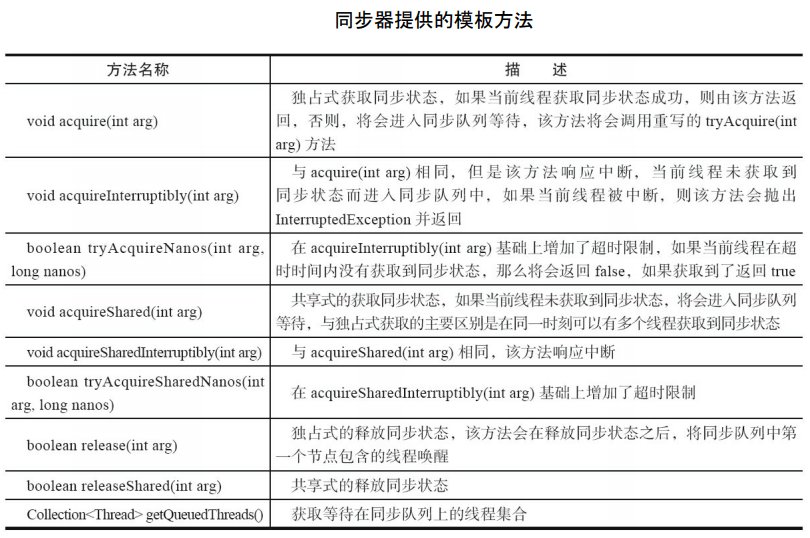 同步器提供的模板方法
方法名称
描 述
void acquire(int arg)
独占式获取同步状态，如果当前线程获取同步状态成功，则由该方法返
回，否则，将会进入同步队列等待，该方法将会调用重写的 tryAcquire(int
arg) 方法
void acquireInterruptibly(int arg)
与 acquire(int arg) 相同，但是该方法响应中断，当前线程未获取到
同步状态而进入同步队列中，如果当前线程被中断，则该方法会抛出
InterruptedException 并返回
boolean tryAcquireNanos(int arg,
long nanos)
在 acquireInterruptibly(int arg) 基础上增加了超时限制，如果当前线程在超
时时间内没有获取到同步状态，那么将会返回 false，如果获取到了返回 true
void acquireShared(int arg)
共享式的获取同步状态，如果当前线程未获取到同步状态，将会进入同步队列
等待，与独占式获取的主要区别是在同一时刻可以有多个线程获取到同步状态
void acquireSharedInterruptibly(int arg)
与 acquireShared(int arg) 相同，该方法响应中断
boolean tryAcquireSharedNanos(int
arg, long nanos)
在 acquireSharedInterruptibly(int arg) 基础上增加了超时限制
boolean release(int arg)
独占式的释放同步状态，该方法会在释放同步状态之后，将同步队列中第
一个节点包含的线程唤醒
boolean releaseShared(int arg)
共享式的释放同步状态
Collection<Thread> getQueuedThreads()
获取等待在同步队列上的线程集合